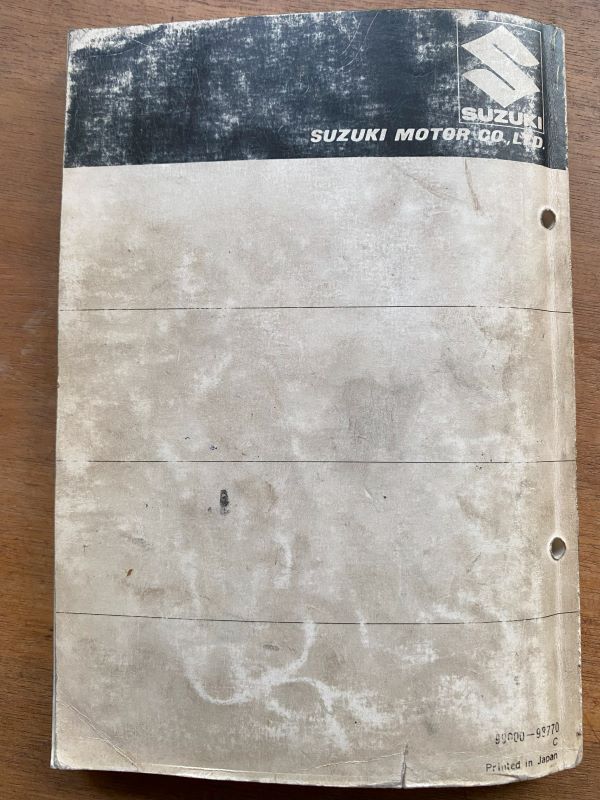 SUZUKI
SUZUKI MOTOR CO., LTD.
C
Printed in Japan